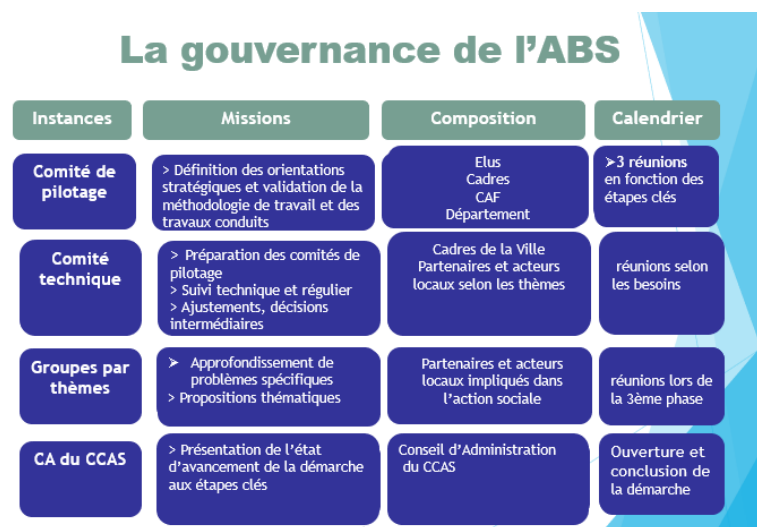 La gouvernance de l'ABS
Instances
Missions
Composition
Calendrier
Comité de
pilotage
> Définition des orientations
stratégiques et validation de la
méthodologie de travail et des
travaux conduits
Elus
Cadres
CAF
Département
➢3 réunions
en fonction des
étapes clés
Comité
technique
> Préparation des comités de
pilotage
> Suivi technique et régulier
> Ajustements, décisions
intermédiaires
Cadres de la Ville
Partenaires et acteurs
locaux selon les thèmes
réunions selon
les besoins
Groupes par
thèmes
➢ Approfondissement de
problèmes spécifiques
> Propositions thématiques
Partenaires et acteurs
locaux impliqués dans
l'action sociale
réunions lors de
la 3ème phase
CA du CCAS
> Présentation de l'état
d'avancement de la démarche
aux étapes clés
Conseil d'Administration
du CCAS
Ouverture et
conclusion de
la démarche